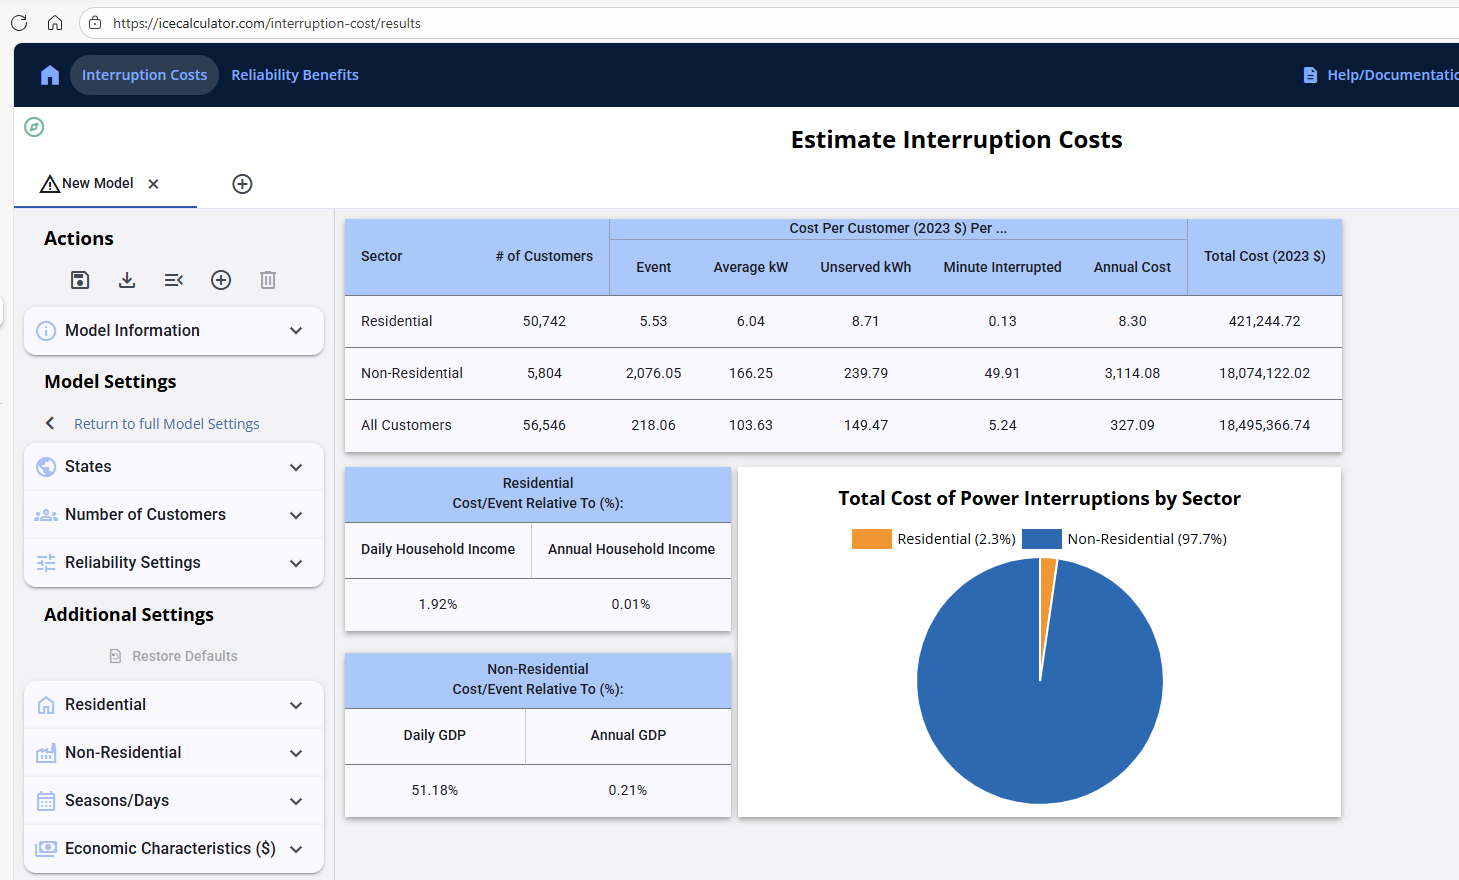 https://icecalculator.com/interruption-cost/results
Interruption Costs
Reliability Benefits
Help/Documentatio
Estimate Interruption Costs
New Model
Actions
Model Information
Model Settings
Return to full Model Settings
States
Number of Customers
Reliability Settings
Additional Settings
Restore Defaults
Residential
Non-Residential
Seasons/Days
Economic Characteristics ($)
Cost Per Customer (2023 $) Per ...
Sector # of Customers Event Average kW Unserved kWh Minute Interrupted Annual Cost Total Cost (2023 $)
Residential 50,742 5.53 6.04 8.71 0.13 8.30 421,244.72
Non-Residential 5,804 2,076.05 166.25 239.79 49.91 3,114.08 18,074,122.02
All Customers 56,546 218.06 103.63 149.47 5.24 327.09 18,495,366.74
Residential
Cost/Event Relative To (%):
Daily Household Income Annual Household Income
1.92% 0.01%
Non-Residential
Cost/Event Relative To (%):
Daily GDP Annual GDP
51.18% 0.21%
Total Cost of Power Interruptions by Sector
Residential (2.3%) Non-Residential (97.7%)